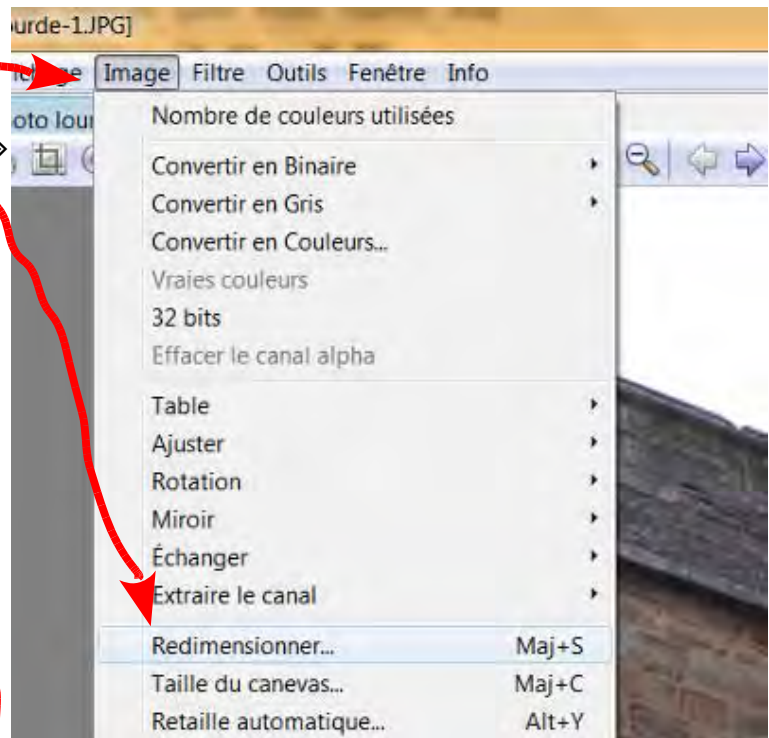 ourde-1.JPG]
Image Filtre Outils Fenêtre Info
oto lour
Nombre de couleurs utilisées
»
Convertir en Binaire
Convertir en Gris
Convertir en Couleurs...
Vraies couleurs
32 bits
Effacer le canal alpha
Table
Ajuster
Rotation
Miroir
Échanger
Extraire le canal
Redimensionner... Maj+S
Taille du canevas... Maj+C
Retaille automatique... Alt+Y